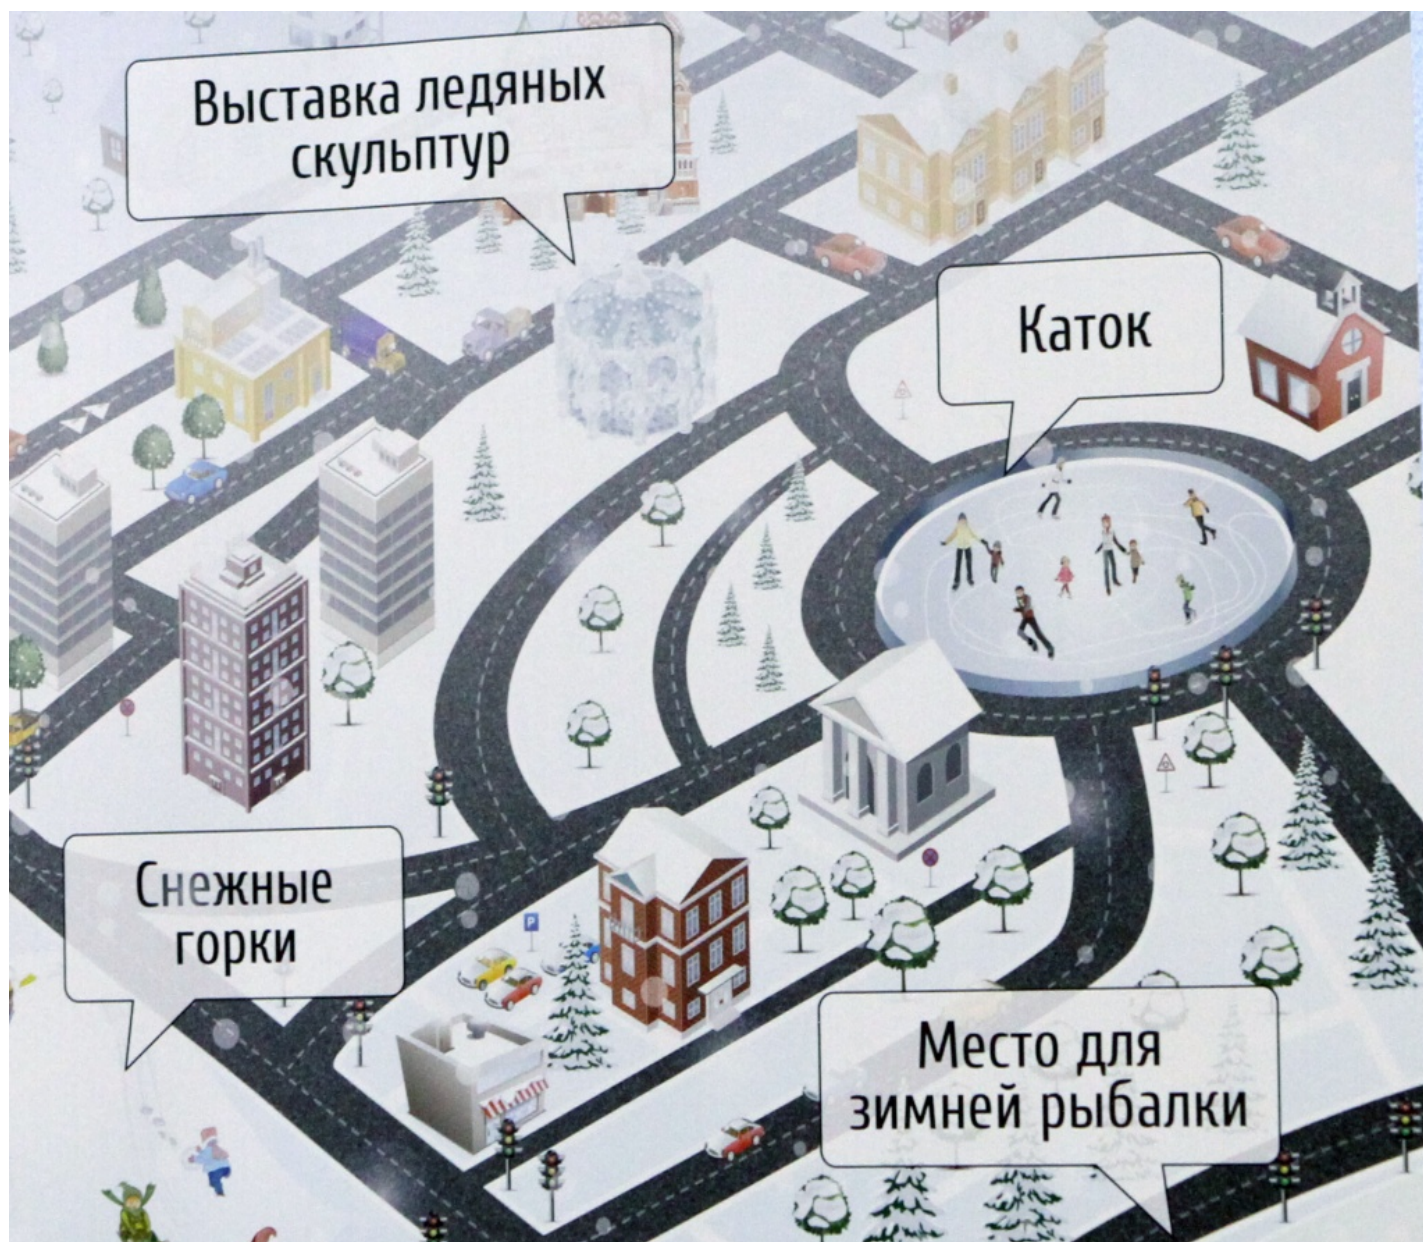 Выставка ледяных
скульптур
Каток
Снежные
горки
P
Место для
зимней рыбалки